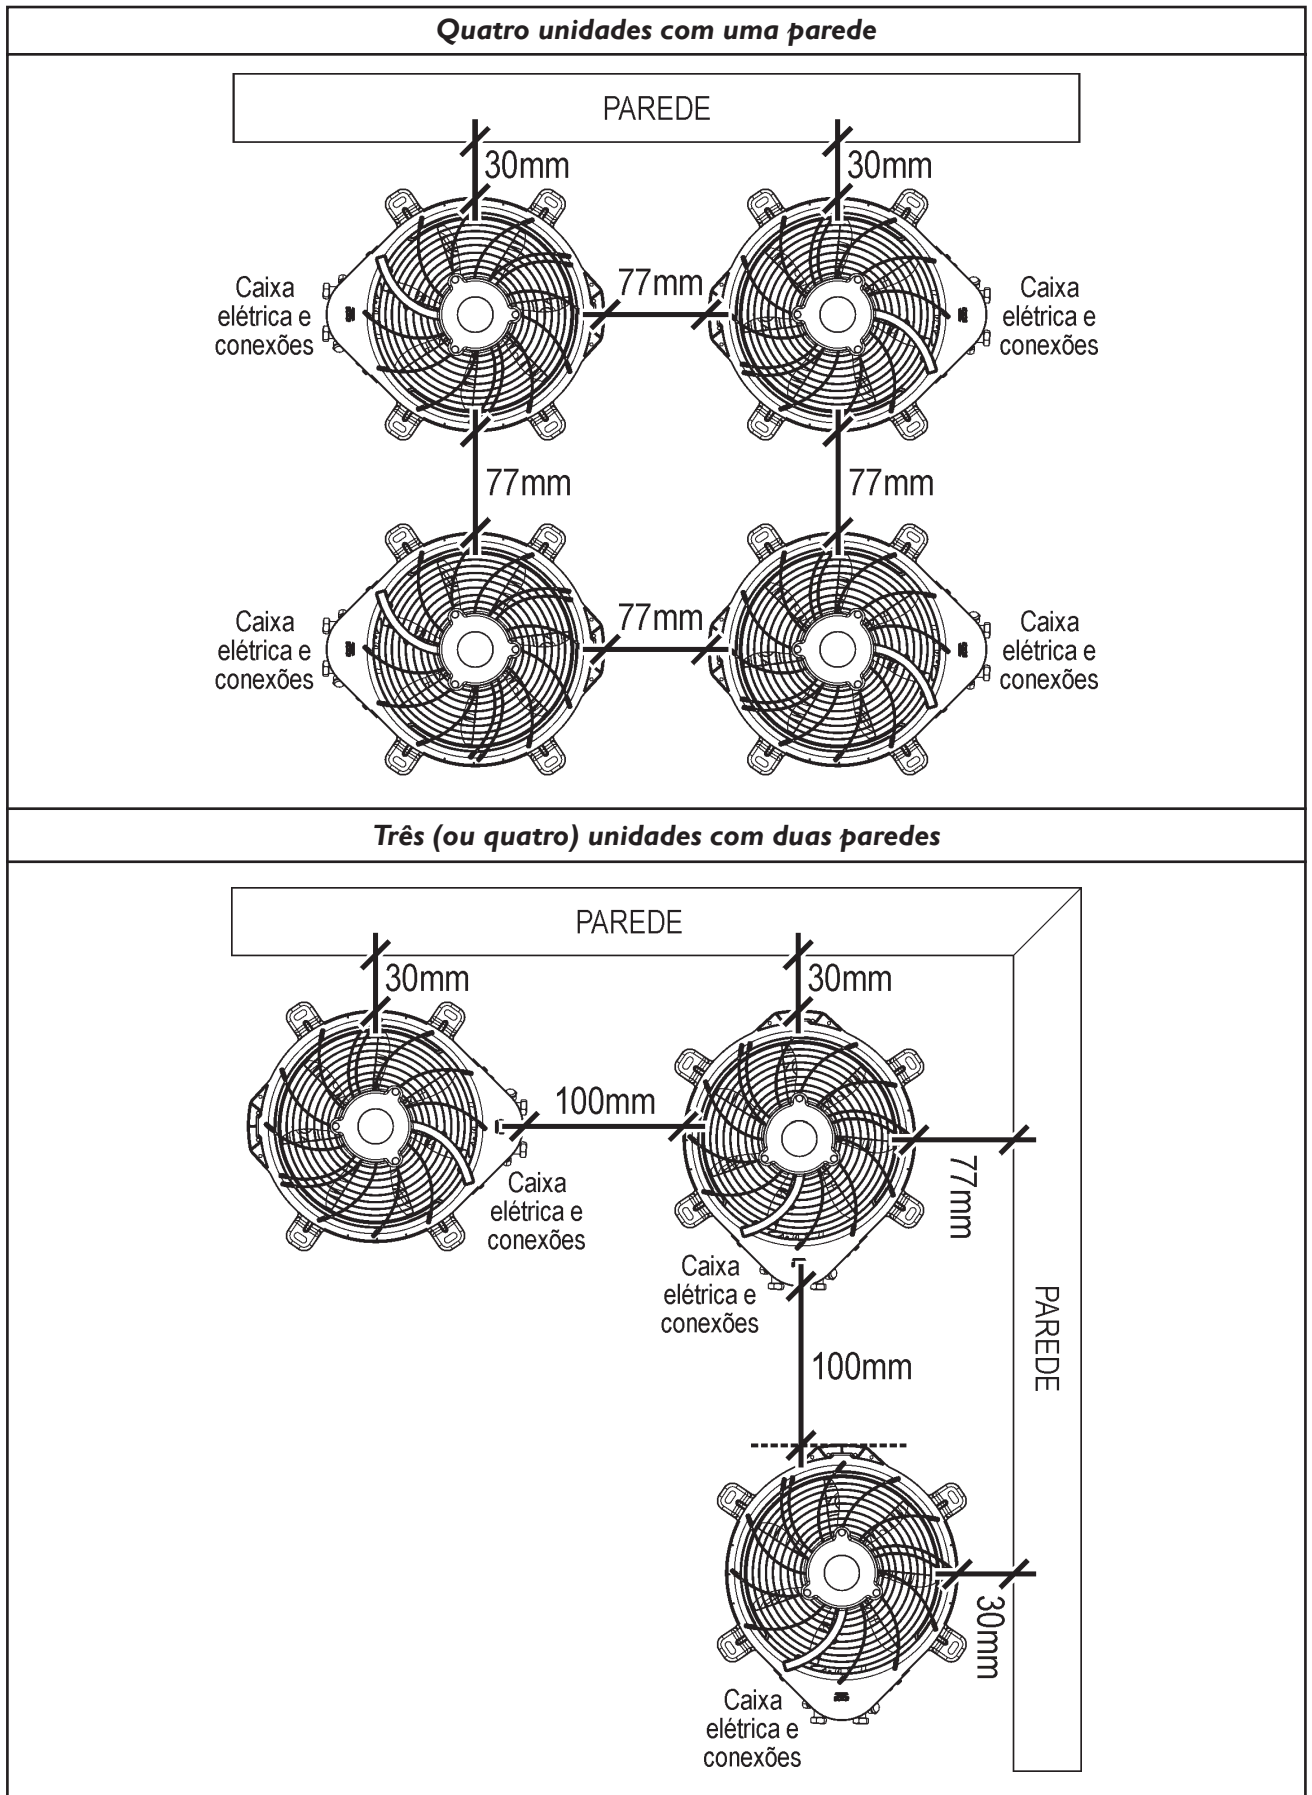 Quatro unidades com uma parede
PAREDE
30mm
30mm
Caixa
elétrica e
conexões
77mm
Caixa
elétrica e
conexões
77mm
77mm
Caixa
elétrica e
conexões
77mm
Caixa
elétrica e
conexões
Três (ou quatro) unidades com duas paredes
PAREDE
30mm
30mm
100mm
77mm
Caixa
elétrica e
conexões
Caixa
elétrica e
conexões
PAREDE
100mm
30mm
Caixa
elétrica e
conexões